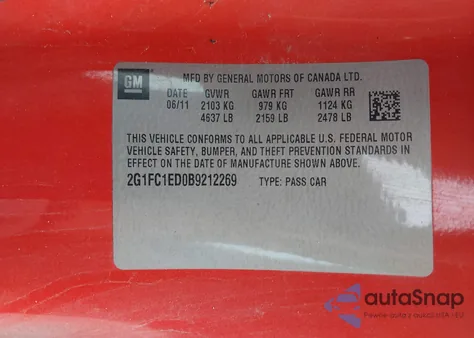 GM
MFD BY GENERAL MOTORS OF CANADA LTD.
DATE GVWR GAWR FRT GAWR RR
06/11 2103 KG 979 KG 1124 KG
4637 LB 2159 LB 2478 LB
THIS VEHICLE CONFORMS TO ALL APPLICABLE U.S. FEDERAL MOTOR
VEHICLE SAFETY, BUMPER, AND THEFT PREVENTION STANDARDS IN
EFFECT ON THE DATE OF MANUFACTURE SHOWN ABOVE.
2G1FC1ED0B9212269 TYPE: PASS CAR
autoSnap